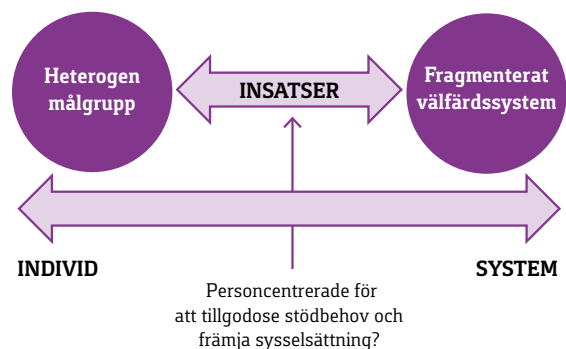 Heterogen
målgrupp
INSATSER
Fragmenterat
välfärdssystem
INDIVID
SYSTEM
Personcentrerade för
att tillgodose stödbehov och
främja sysselsättning?